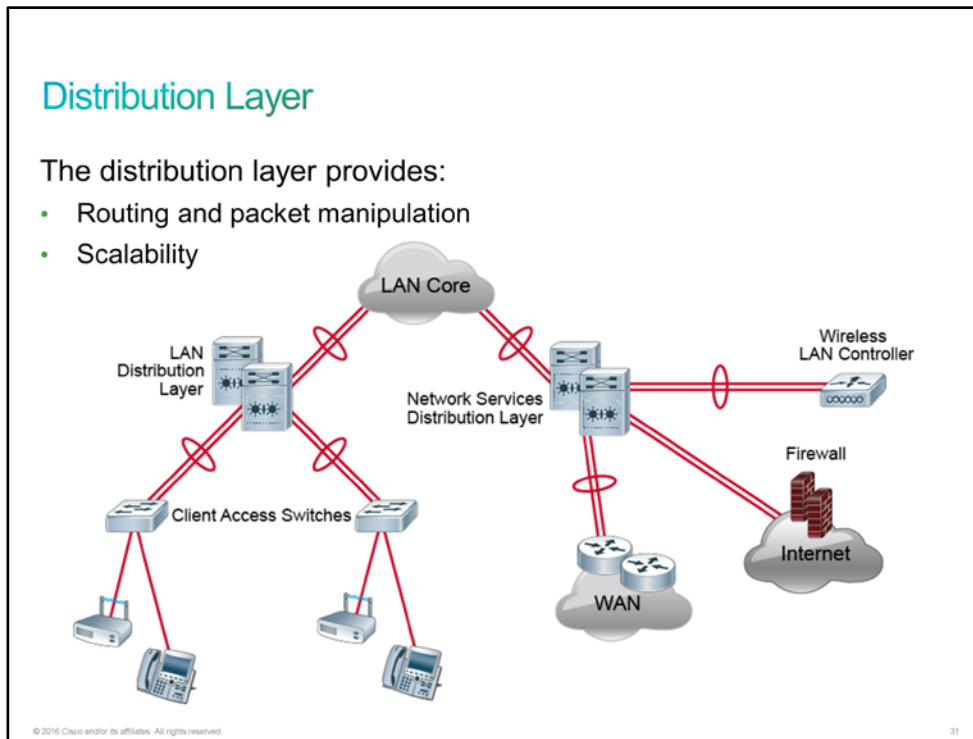 Distribution Layer
The distribution layer provides:
• Routing and packet manipulation
• Scalability
LAN Core
LAN
Distribution
Layer
Network Services
Distribution Layer
Wireless
LAN Controller
Firewall
Client Access Switches
Internet
WAN
© 2016 Cisco and/or its affiliates. All rights reserved.
31